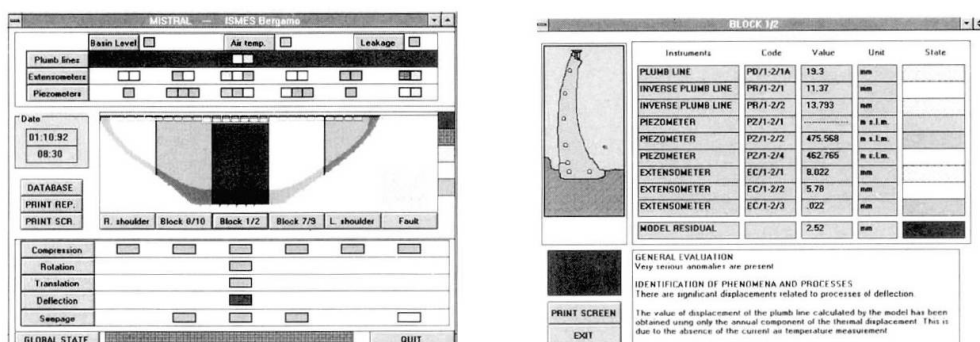 MISTRAL — ISMES Bergamo
Basin Level Air temp. Leakage
Plumb lines
Extensometers
Piezometers
Date
01:10.92
08:30
DATABASE
PRINT REP.
PRINT SCR.
R. shoulder Block 8/10 Block 1/2 Block 7/9 L. shoulder Fault
Compression
Rotation
Translation
Deflection
Seepage
GLOBAL STATE QUIT
BLOCK 1/2
Instruments Code Value Unit State
PLUMB LINE PD/1-2/1A 19.3 mm
INVERSE PLUMB LINE PR/1-2/1 11.37 mm
INVERSE PLUMB LINE PR/1-2/2 13.793 mm
PIEZOMETER PZ/1-2/1 ------------ m s.l.m.
PIEZOMETER PZ/1-2/2 475.568 m s.l.m.
PIEZOMETER PZ/1-2/4 462.765 m s.l.m.
EXTENSOMETER EC/1-2/1 8.022 mm
EXTENSOMETER EC/1-2/2 5.78 mm
EXTENSOMETER EC/1-2/3 .022 mm
MODEL RESIDUAL 2.52 mm
GENERAL EVALUATION
Very serious anomalies are present
IDENTIFICATION OF PHENOMENA AND PROCESSES
There are significant displacements related to processes of deflection
The value of displacement of the plumb line calculated by the model has been
obtained using only the annual component of the thermal displacement. This is
due to the absence of the current air temperature measurement
PRINT SCREEN
EXIT